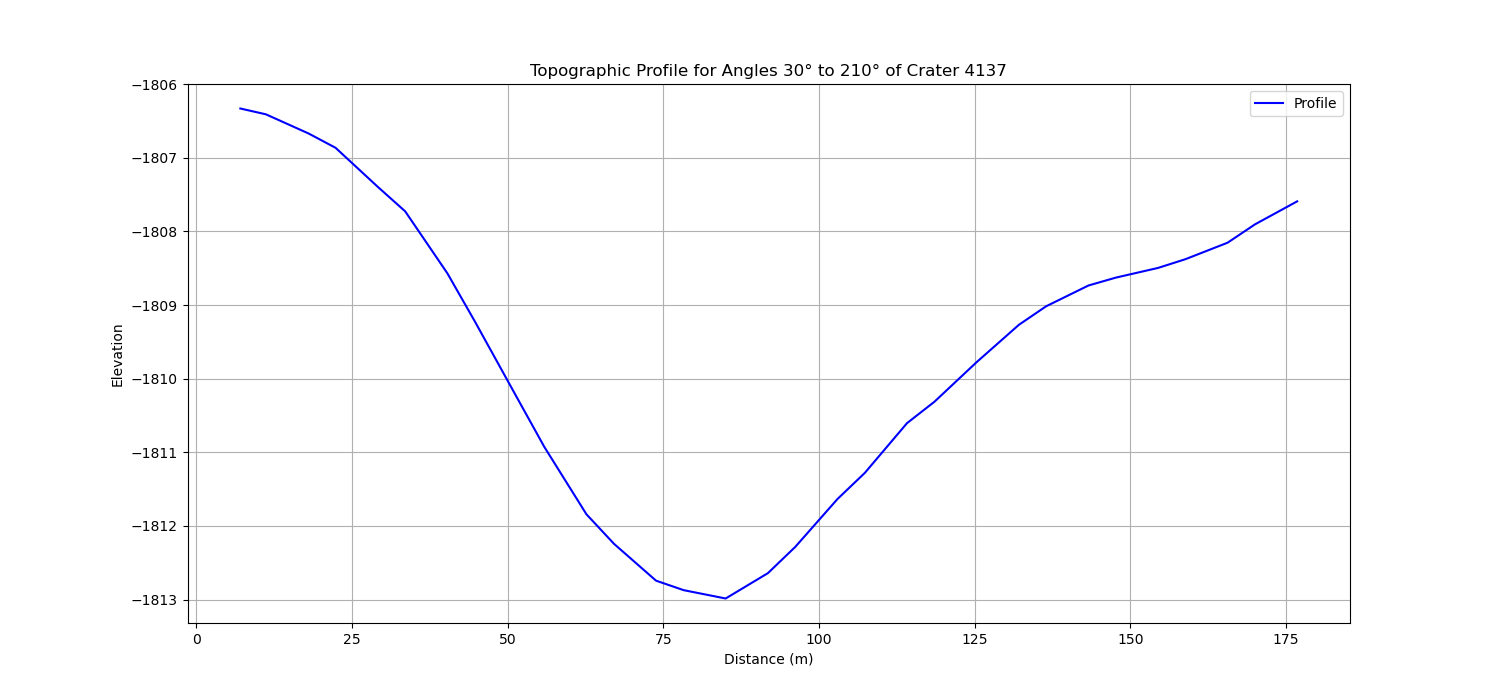 Topographic Profile for Angles 30° to 210° of Crater 4137
Profile
−1806
−1807
−1808
−1809
−1810
−1811
−1812
−1813
Elevation
0 25 50 75 100 125 150 175
Distance (m)